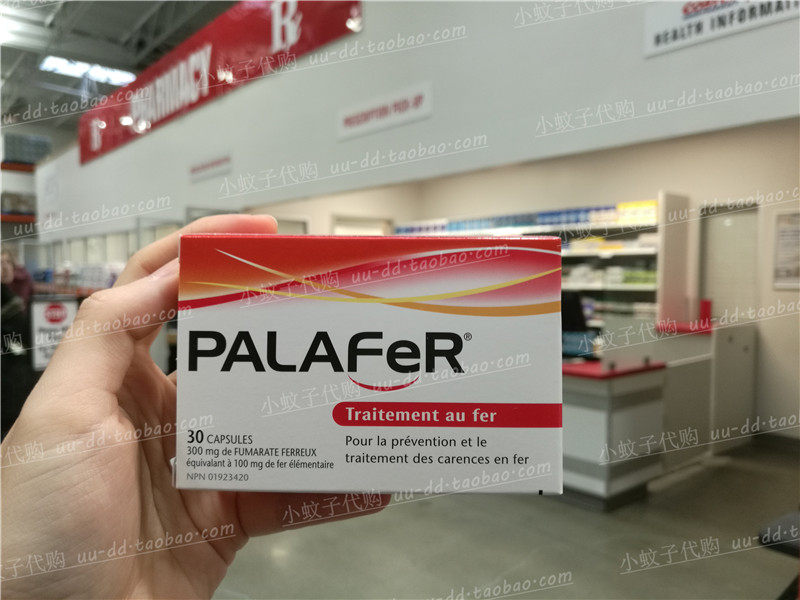 PHARMACY
PRESCRIPTION PICK-UP
HEALTH INFORMATION
小蚊子代购 uu-dd.taobao.com
PALAFeR®
Traitement au fer
30 CAPSULES
300 mg de FUMARATE FERREUX
équivalant à 100 mg de fer élémentaire
NPN 01923420
Pour la prévention et le
traitement des carences en fer